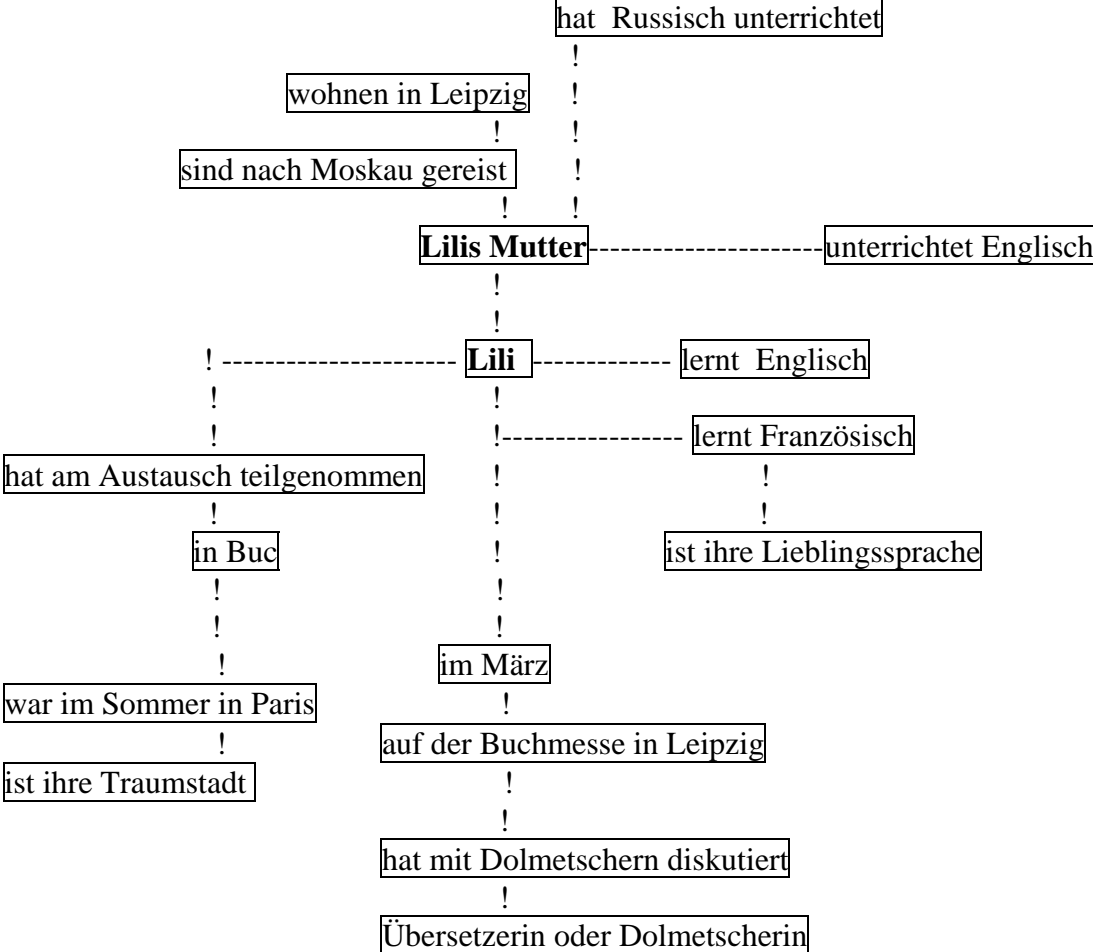 hat Russisch unterrichtet
!
wohnen in Leipzig !
! !
sind nach Moskau gereist !
! !
Lilis Mutter----------------------unterrichtet Englisch
!
!
! ---------------------- Lili ------------- lernt Englisch
! !
! !----------------- lernt Französisch
hat am Austausch teilgenommen ! !
! ! !
in Buc ! ist ihre Lieblingssprache
! !
! !
! im März
war im Sommer in Paris !
! auf der Buchmesse in Leipzig
ist ihre Traumstadt !
!
hat mit Dolmetschern diskutiert
!
Übersetzerin oder Dolmetscherin